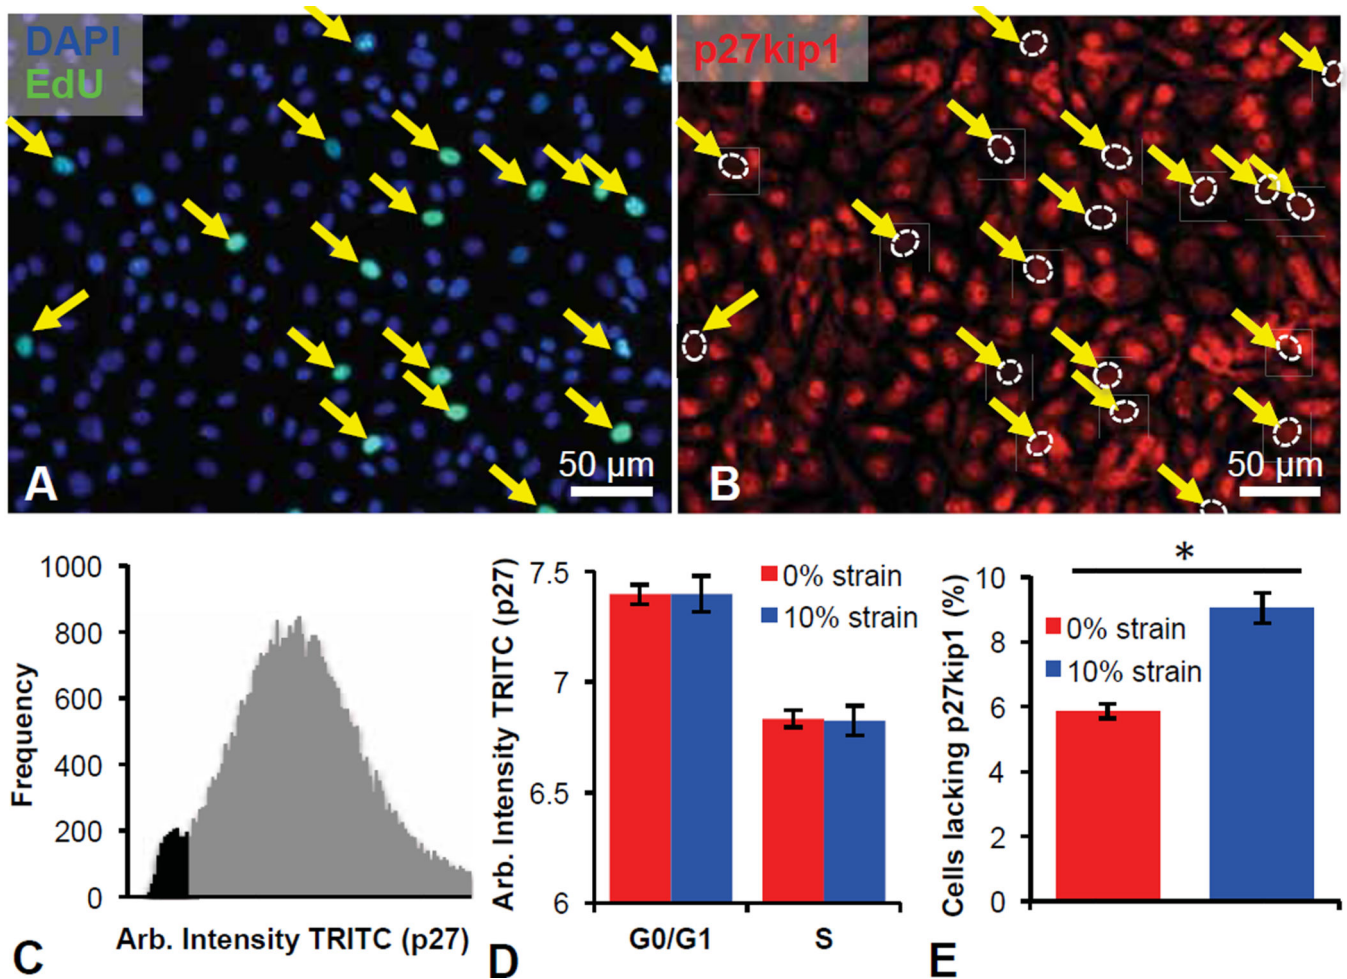 DAPI
EdU
A
50 µm
p27kip1
B
50 µm
1000
800
600
400
200
0
Frequency
Arb. Intensity TRITC (p27)
C
7.5
7
6.5
6
Arb. Intensity TRITC (p27)
0% strain
10% strain
G0/G1 S
D
*
10
8
6
4
2
0
Cells lacking p27kip1 (%)
0% strain
10% strain
E